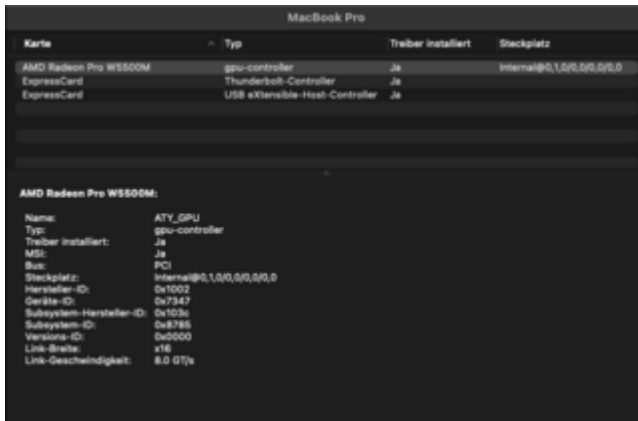 MacBook Pro
Karte Typ Treiber installiert Steckplatz
AMD Radeon Pro W5500M gpu-controller Ja Internal@0,1,0/0,0/0,0/0,0
ExpressCard Thunderbolt-Controller Ja
ExpressCard USB eXtensible-Host-Controller Ja
AMD Radeon Pro W5500M:
Name: ATY_GPU
Typ: gpu-controller
Treiber installiert: Ja
MSI: Ja
Bus: PCI
Steckplatz: Internal@0,1,0/0,0/0,0/0,0
Hersteller-ID: 0x1002
Geräte-ID: 0x7347
Subsystem-Hersteller-ID: 0x103c
Subsystem-ID: 0x8785
Versions-ID: 0x0000
Link-Breite: x16
Link-Geschwindigkeit: 8.0 GT/s